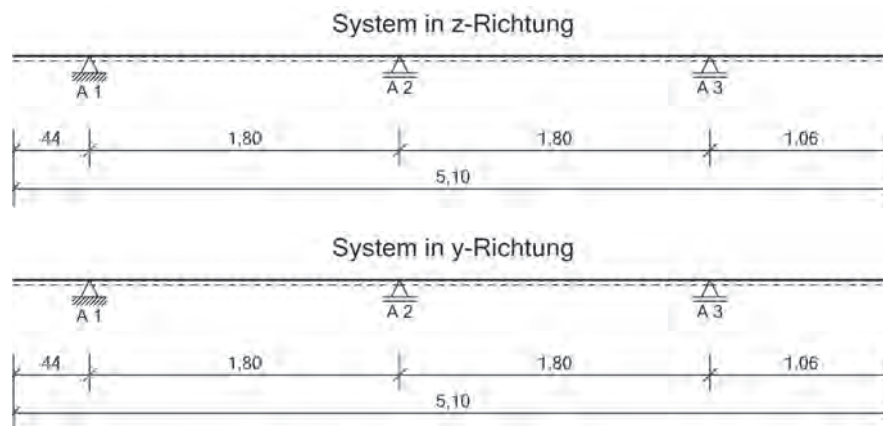 System in z-Richtung
A 1 A 2 A 3
44 1,80 1,80 1,06
5,10
System in y-Richtung
A 1 A 2 A 3
44 1,80 1,80 1,06
5,10